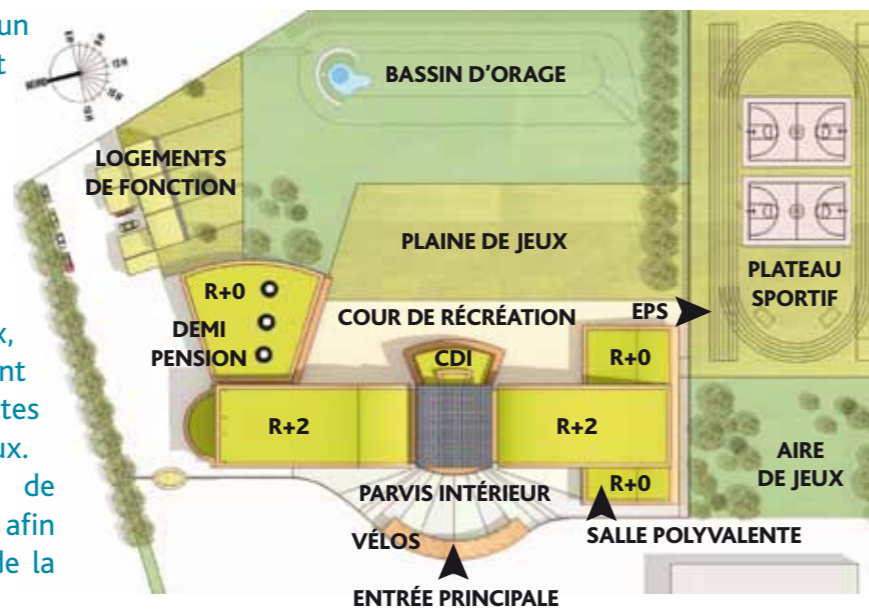 un
t
NORD
BASSIN D'ORAGE
LOGEMENTS
DE FONCTION
PLAINE DE JEUX
PLATEAU
SPORTIF
R+0
COUR DE RÉCRÉATION
EPS
DEMI
PENSION
CDI
R+0
x,
nt
tes
ux.
de
afin
de la
R+2
R+2
AIRE
DE JEUX
PARVIS INTÉRIEUR
R+0
VÉLOS
SALLE POLYVALENTE
ENTRÉE PRINCIPALE